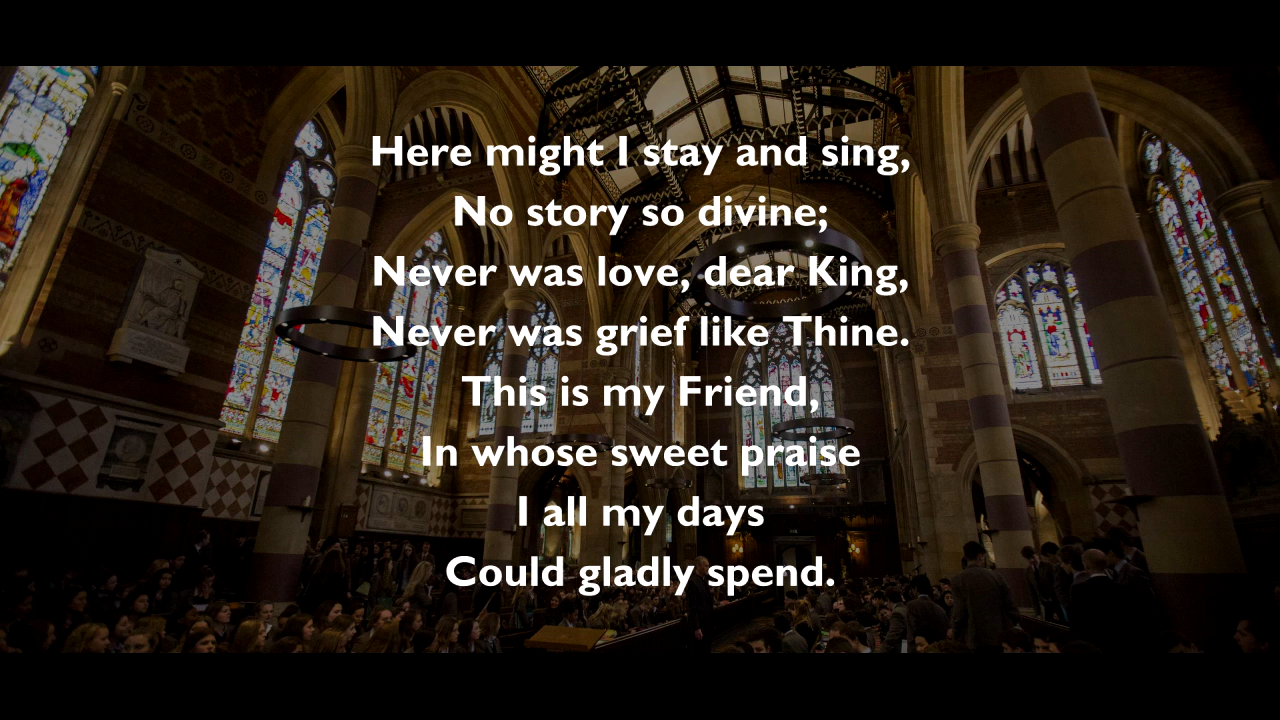 Here might I stay and sing,
No story so divine;
Never was love, dear King,
Never was grief like Thine.
This is my Friend,
In whose sweet praise
I all my days
Could gladly spend.